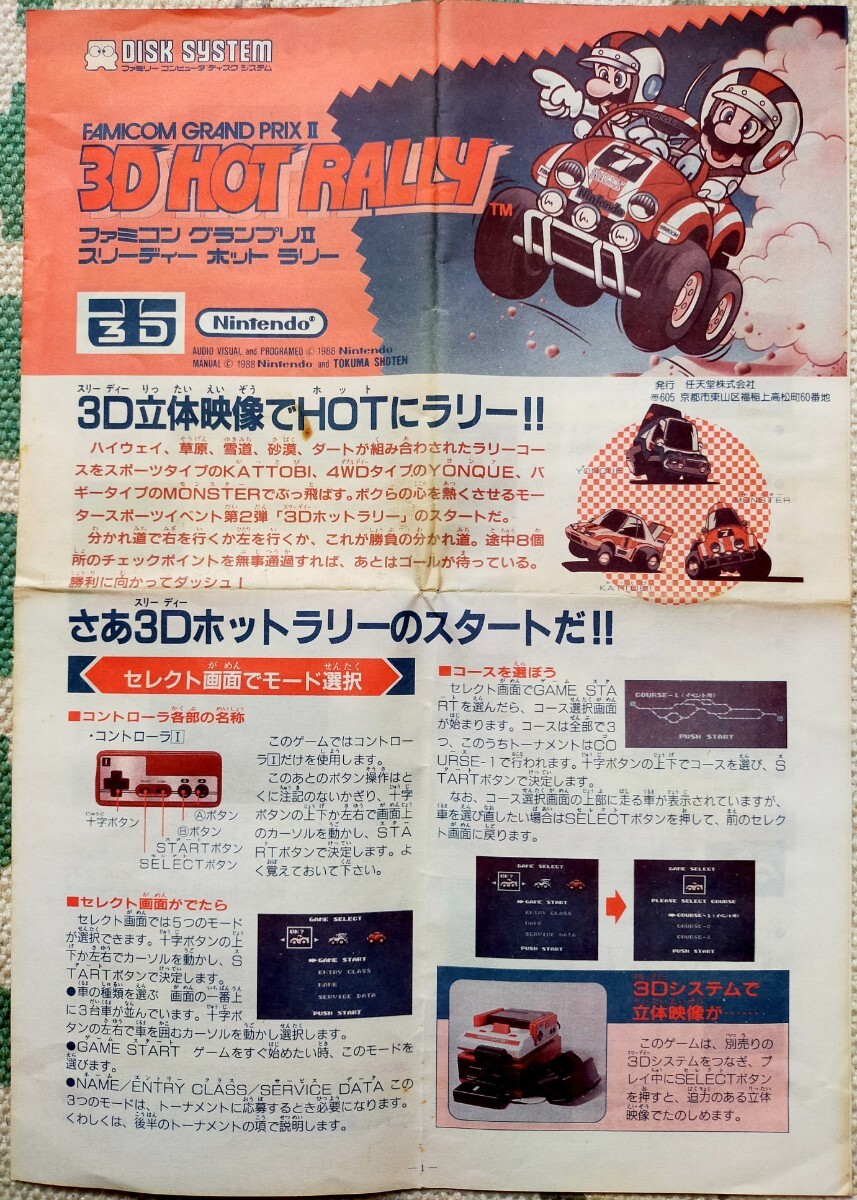 DISK SYSTEM
ファミリー コンピュータ ディスク システム
FAMICOM GRAND PRIX II
3D HOT RALLY™
ファミコン グランプリII
スリーディー ホット ラリー
3D
Nintendo®
AUDIO VISUAL and PROGRAMED © 1988 Nintendo
MANUAL © 1988 Nintendo and TOKUMA SHOTEN
7
Nintendo
FAMICOM
発行 任天堂株式会社
〒605 京都市東山区福稲上高松町60番地
3D立体映像でHOTにラリー!!
ハイウェイ、草原、雪道、砂漠、ダートが組み合わされたラリーコー
スをスポーツタイプのKATTOBI、4WDタイプのYONQUE、バ
ギータイプのMONSTERでぶっ飛ばす。ボクらの心を熱くさせるモー
タースポーツイベント第2弾「3Dホットラリー」のスタートだ。
分かれ道で右を行くか左を行くか、これが勝負の分かれ道。途中8個
所のチェックポイントを無事通過すれば、あとはゴールが待っている。
勝利に向かってダッシュ!
YONQUE
MONSTER
KATTOBI
さあ3Dホットラリーのスタートだ!!
セレクト画面でモード選択
■コントローラ各部の名称
・コントローラI
十字ボタン
Ⓐボタン
Ⓑボタン
STARTボタン
SELECTボタン
このゲームではコントロー
ラIだけを使用します。
このあとのボタン操作はと
くに注記のないかぎり、十字
ボタンの上下か左右で画面上
のカーソルを動かし、STA
RTボタンで決定します。よ
く覚えておいて下さい。
■セレクト画面がでたら
セレクト画面では5つのモード
が選択できます。十字ボタンの上
下か左右でカーソルを動かし、S
TARTボタンで決定します。
●車の種類を選ぶ 画面の一番上
に3台車が並んでいます。十字ボ
タンの左右で車を囲むカーソルを動かし選択します。
●GAME START ゲームをすぐ始めたい時、このモードを
選びます。
●NAME/ENTRY CLASS/SERVICE DATA この
3つのモードは、トーナメントに応募するとき必要になります。
くわしくは、後半のトーナメントの項で説明します。
GAME SELECT
OK?
GAME START
ENTRY CLASS
NAME
SERVICE DATA
PUSH START
■コースを選ぼう
セレクト画面でGAME STA
RTを選んだら、コース選択画面
が始まります。コースは全部で3
つ、このうちトーナメントはCO
URSE-1で行われます。十字ボタンの上下でコースを選び、S
TARTボタンで決定します。
なお、コース選択画面の上部に走る車が表示されていますが、
車を選び直したい場合はSELECTボタンを押して、前のセレク
ト画面に戻ります。
COURSE-1(イベント用)
PUSH START
GAME SELECT
OK?
GAME START
ENTRY CLASS
NAME
SERVICE DATA
PUSH START
GAME SELECT
PLEASE SELECT COURSE
COURSE-1(イベント用)
COURSE-2
COURSE-3
PUSH START
3Dシステムで
立体映像が……
このゲームは、別売りの
3Dシステムをつなぎ、プ
レイ中にSELECTボタン
を押すと、迫力のある立体
映像でたのしめます。
—1—